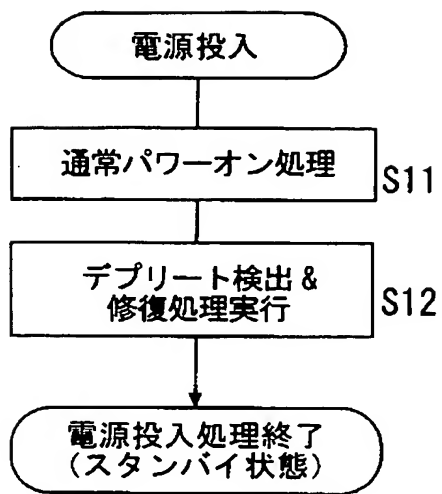 電源投入
通常パワーオン処理
S11
デプリート検出&
修復処理実行
S12
電源投入処理終了
(スタンバイ状態)